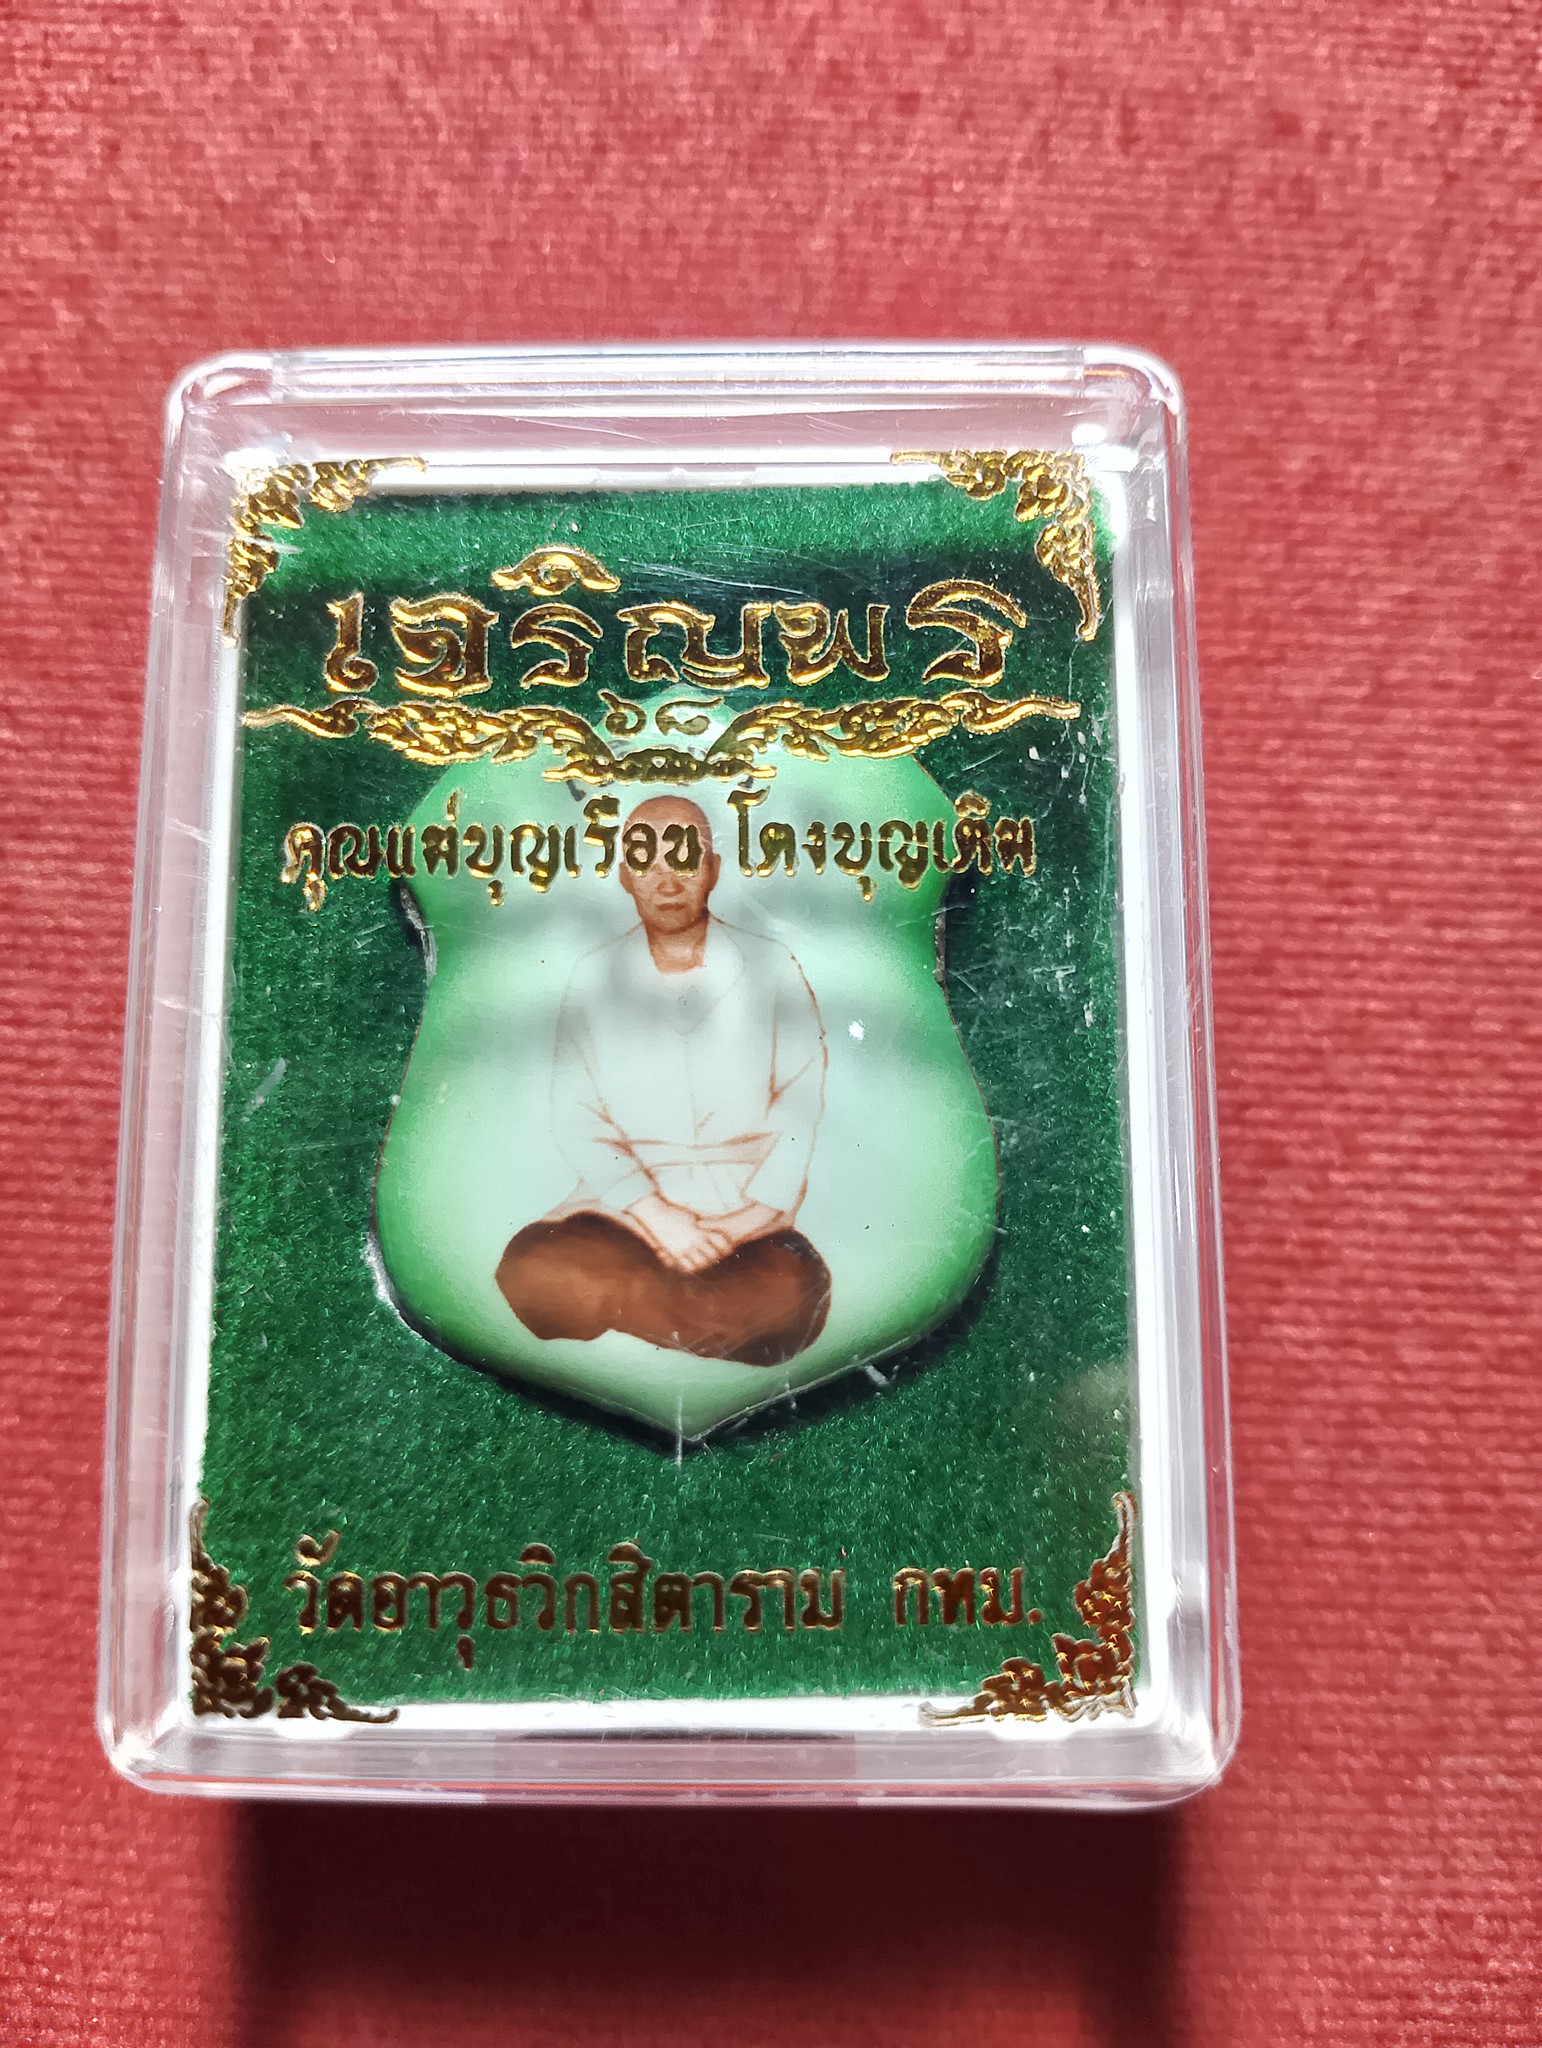 เจริญพร
๖๘
คุณแม่บุญเรือน โตงบุญเติม
วัดอาวุธวิกสิตาราม กทม.